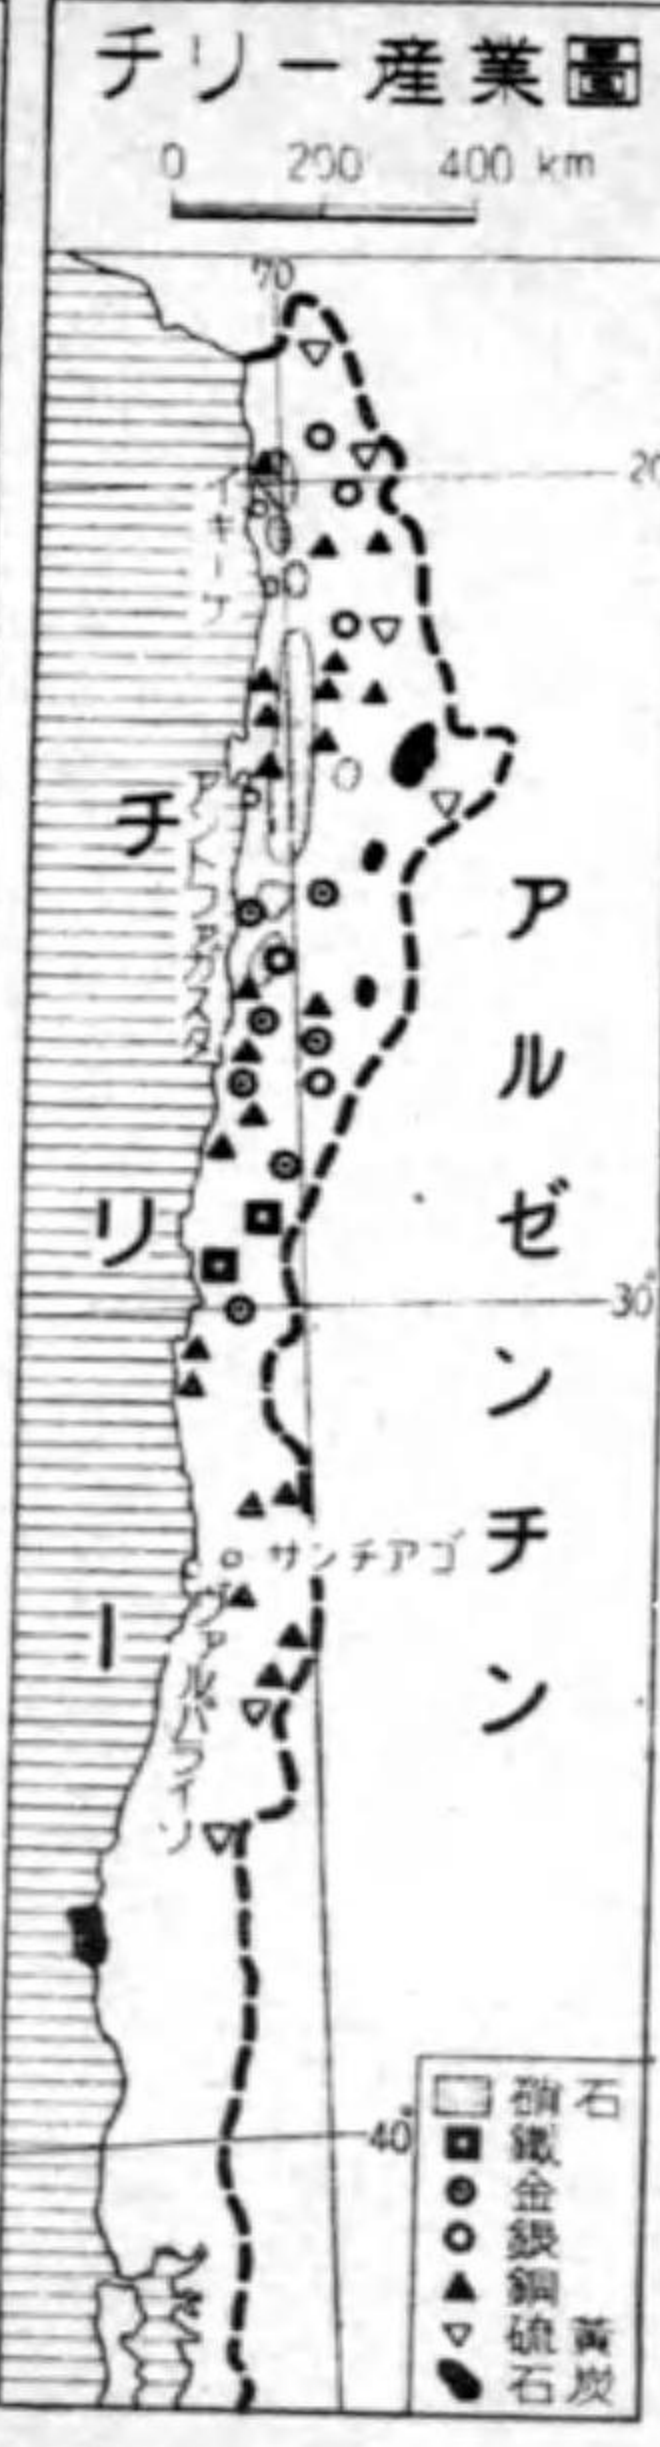 チリー産業圖
0 200 400 km
70
20
イキーケ
チリー
アントファガスタ
アルゼンチン
30°
サンチアゴ
ヴァルパライソ
40°
硝石
鐵
金
銀
銅
硫黃
石炭